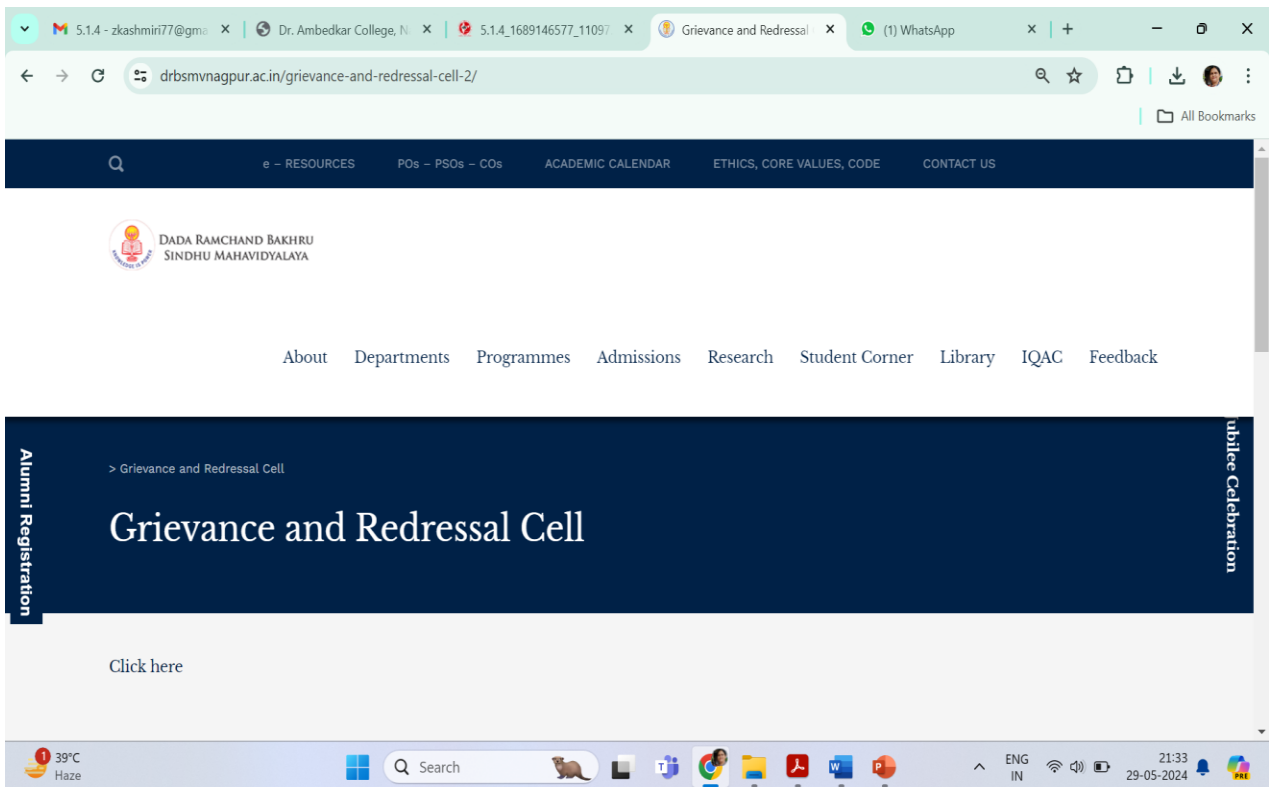 5.1.4 - zkashmiri77@gma
Dr. Ambedkar College, N
5.1.4_1689146577_11097
Grievance and Redressal
(1) WhatsApp
drbsmvnagpur.ac.in/grievance-and-redressal-cell-2/
All Bookmarks
e – RESOURCES POs – PSOs – COs ACADEMIC CALENDAR ETHICS, CORE VALUES, CODE CONTACT US
KNOWLEDGE IS POWER
DADA RAMCHAND BAKHRU
SINDHU MAHAVIDYALAYA
About Departments Programmes Admissions Research Student Corner Library IQAC Feedback
Alumni Registration
> Grievance and Redressal Cell
Grievance and Redressal Cell
ubilee Celebration
Click here
1
39°C
Haze
Search
ENG
IN
21:33
29-05-2024
PRE